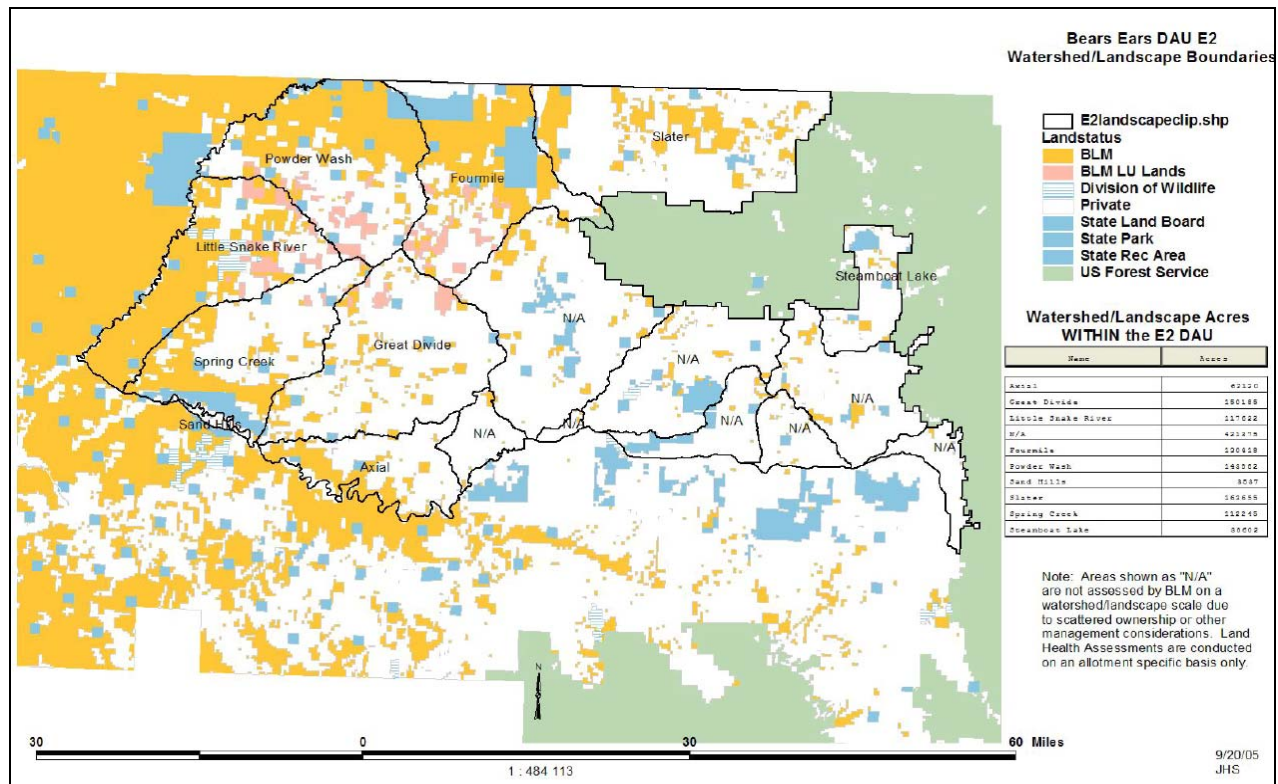 Bears Ears DAU E2
Watershed/Landscape Boundaries
E2landscapeclip.shp
Landstatus
BLM
BLM LU Lands
Division of Wildlife
Private
State Land Board
State Park
State Rec Area
US Forest Service
Watershed/Landscape Acres
WITHIN the E2 DAU
Name Acres
Axial
Great Divide
Little Snake River
N/A
Fourmile
Powder Wash
Sand Hills
Slater
Spring Creek
Steamboat Lake
Note: Areas shown as "N/A"
are not assessed by BLM on a
watershed/landscape scale due
to scattered ownership or other
management considerations. Land
Health Assessments are conducted
on an allotment specific basis only
Slater
Powder Wash
Fourmile
Little Snake River
Steamboat Lake
N/A
Great Divide
Spring Creek
N/A
Sand Hills
N/A
N/A
N/A
N/A
N/A
N/A
Axial
N
30 0 30 60 Miles
1 : 484 113
9/20/05
JHS